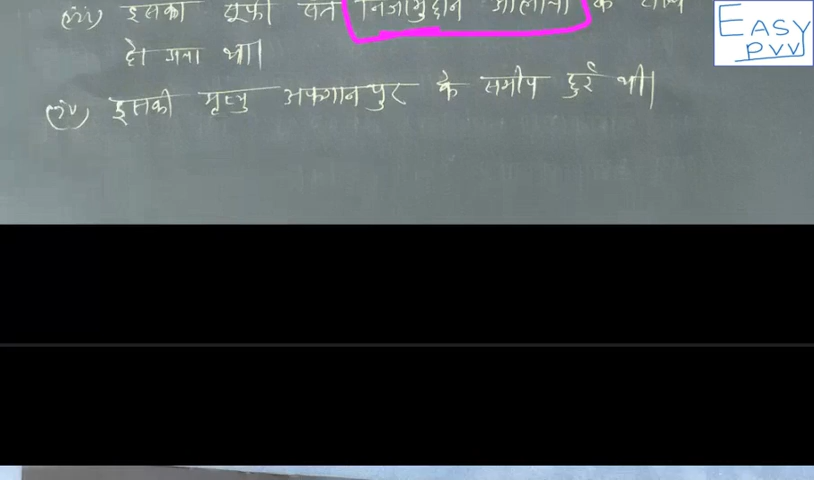 (iii) इसका सूफी संत निजामुद्दीन औलिया के साथ
हो गया था।
(iv) इसकी मृत्यु अफगानपुर के समीप हुई थी।
EASY
PVV